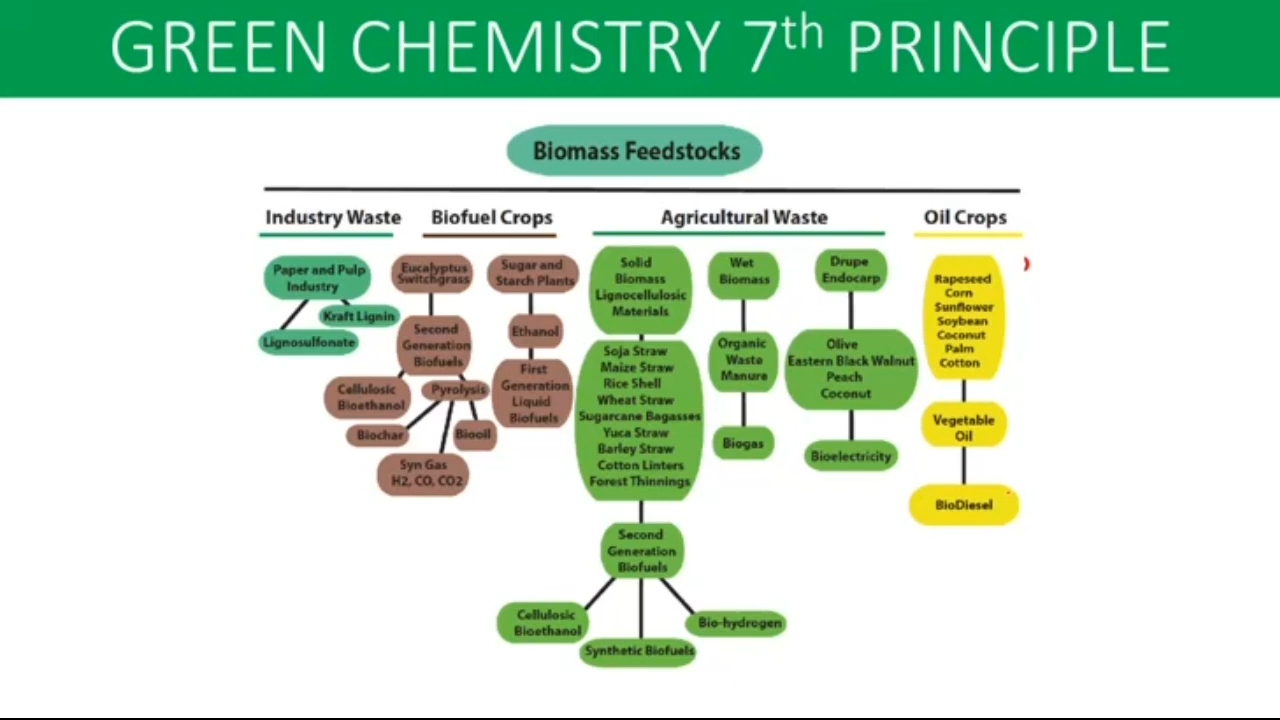 GREEN CHEMISTRY 7th PRINCIPLE
Biomass Feedstocks
Industry Waste
Biofuel Crops
Agricultural Waste
Oil Crops
Paper and Pulp
Industry
Kraft Lignin
Lignosulfonate
Eucalyptus
Switchgrass
Second
Generation
Biofuels
Cellulosic
Bioethanol
Pyrolysis
Biochar
Biooil
Syn Gas
H2, CO, CO2
Sugar and
Starch Plants
Ethanol
First
Generation
Liquid
Biofuels
Solid
Biomass
Lignocellulosic
Materials
Soja Straw
Maize Straw
Rice Shell
Wheat Straw
Sugarcane Bagasses
Yuca Straw
Barley Straw
Cotton Linters
Forest Thinnings
Second
Generation
Biofuels
Cellulosic
Bioethanol
Synthetic Biofuels
Bio-hydrogen
Wet
Biomass
Organic
Waste
Manure
Biogas
Drupe
Endocarp
Olive
Eastern Black Walnut
Peach
Coconut
Bioelectricity
Rapeseed
Corn
Sunflower
Soybean
Coconut
Palm
Cotton
Vegetable
Oil
BioDiesel